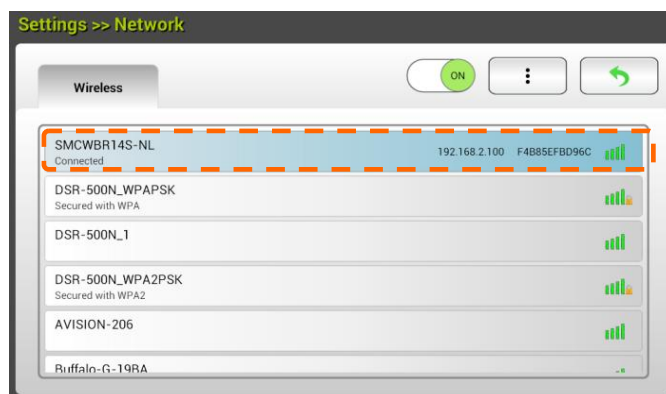 Settings >> Network
Wireless
ON
SMCWBR14S-NL
192.168.2.100 F4B85EFBD96C
Connected
DSR-500N_WPAPSK
Secured with WPA
DSR-500N_1
DSR-500N_WPA2PSK
Secured with WPA2
AVISION-206
Buffalo-G-19BA